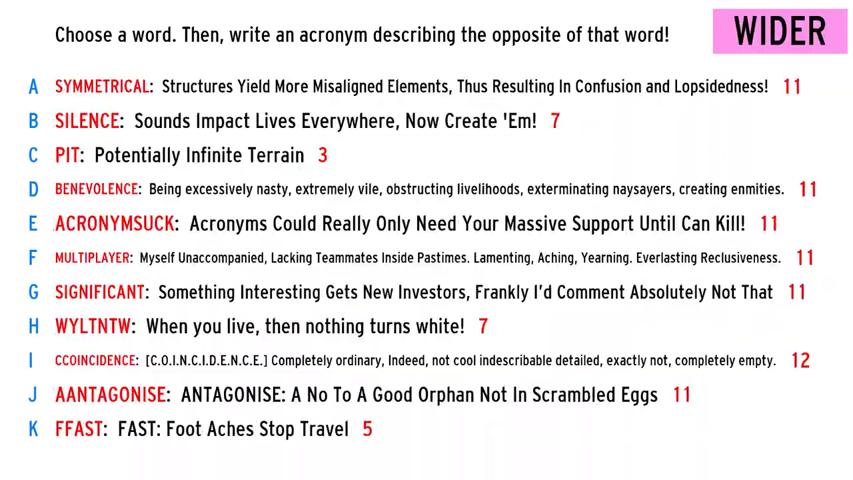 Choose a word. Then, write an acronym describing the opposite of that word!
WIDER
A SYMMETRICAL: Structures Yield More Misaligned Elements, Thus Resulting In Confusion and Lopsidedness! 11
B SILENCE: Sounds Impact Lives Everywhere, Now Create 'Em! 7
C PIT: Potentially Infinite Terrain 3
D BENEVOLENCE: Being excessively nasty, extremely vile, obstructing livelihoods, exterminating naysayers, creating enmities. 11
E ACRONYMSUCK: Acronyms Could Really Only Need Your Massive Support Until Can Kill! 11
F MULTIPLAYER: Myself Unaccompanied, Lacking Teammates Inside Pastimes. Lamenting, Aching, Yearning. Everlasting Reclusiveness. 11
G SIGNIFICANT: Something Interesting Gets New Investors, Frankly I'd Comment Absolutely Not That 11
H WYLTNTW: When you live, then nothing turns white! 7
I CCOINCIDENCE: [C.O.I.N.C.I.D.E.N.C.E.] Completely ordinary, Indeed, not cool indescribable detailed, exactly not, completely empty. 12
J AANTAGONISE: ANTAGONISE: A No To A Good Orphan Not In Scrambled Eggs 11
K FFAST: FAST: Foot Aches Stop Travel 5